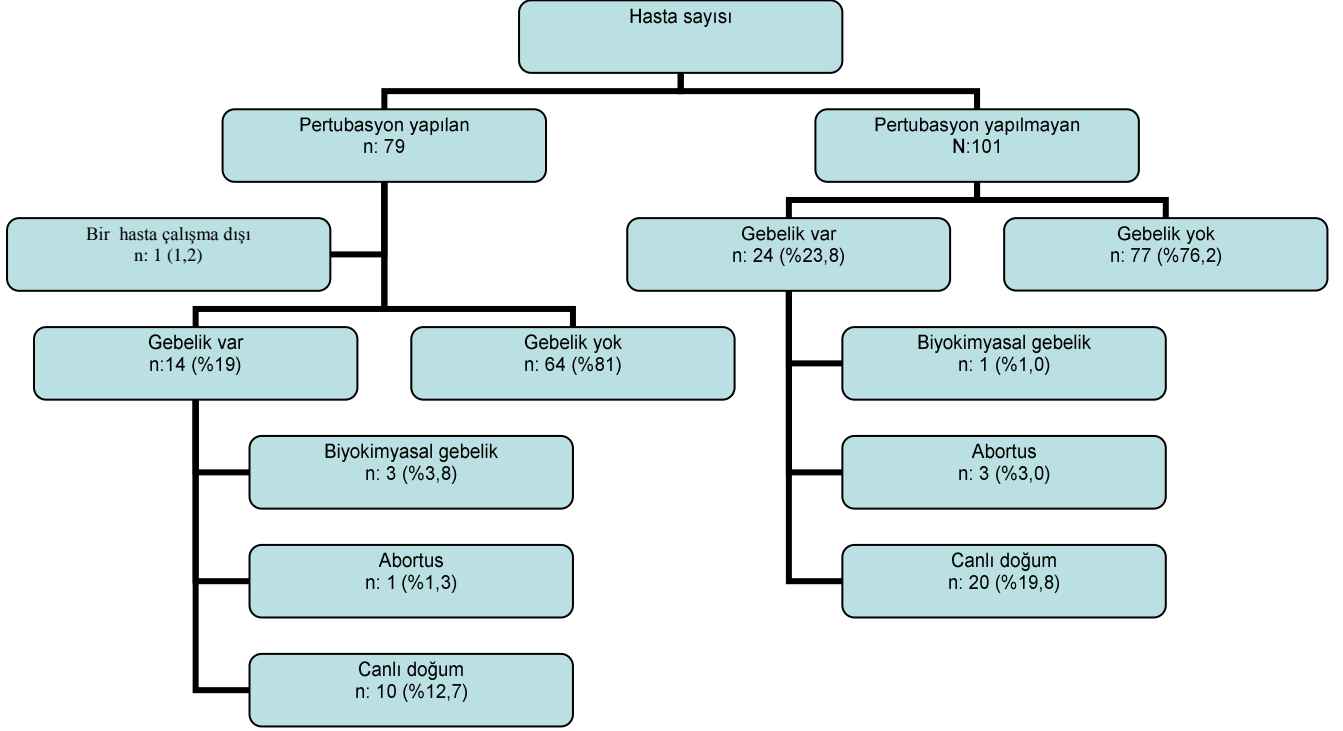 Hasta sayısı
Pertubasyon yapılan
n: 79
Pertubasyon yapılmayan
N:101
Bir hasta çalışma dışı
n: 1 (1,2)
Gebelik var
n: 24 (%23,8)
Gebelik yok
n: 77 (%76,2)
Gebelik var
n:14 (%19)
Gebelik yok
n: 64 (%81)
Biyokimyasal gebelik
n: 1 (%1,0)
Biyokimyasal gebelik
n: 3 (%3,8)
Abortus
n: 3 (%3,0)
Abortus
n: 1 (%1,3)
Canlı doğum
n: 20 (%19,8)
Canlı doğum
n: 10 (%12,7)